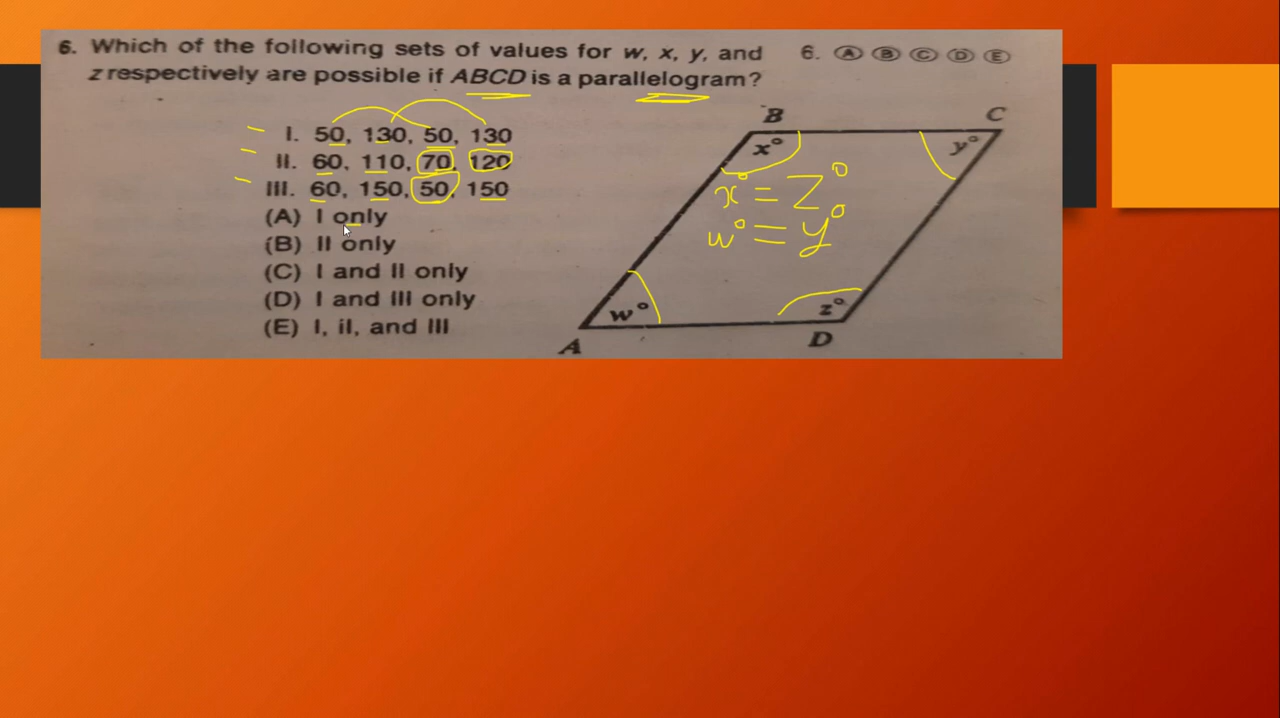 6. Which of the following sets of values for w, x, y, and
z respectively are possible if ABCD is a parallelogram?
6. A B C D E
I. 50, 130, 50, 130
II. 60, 110, 70, 120
III. 60, 150, 50, 150
(A) I only
(B) II only
(C) I and II only
(D) I and III only
(E) I, iI, and III
B
C
x°
y°
x° = Z°
w° = y°
w°
z°
A
D